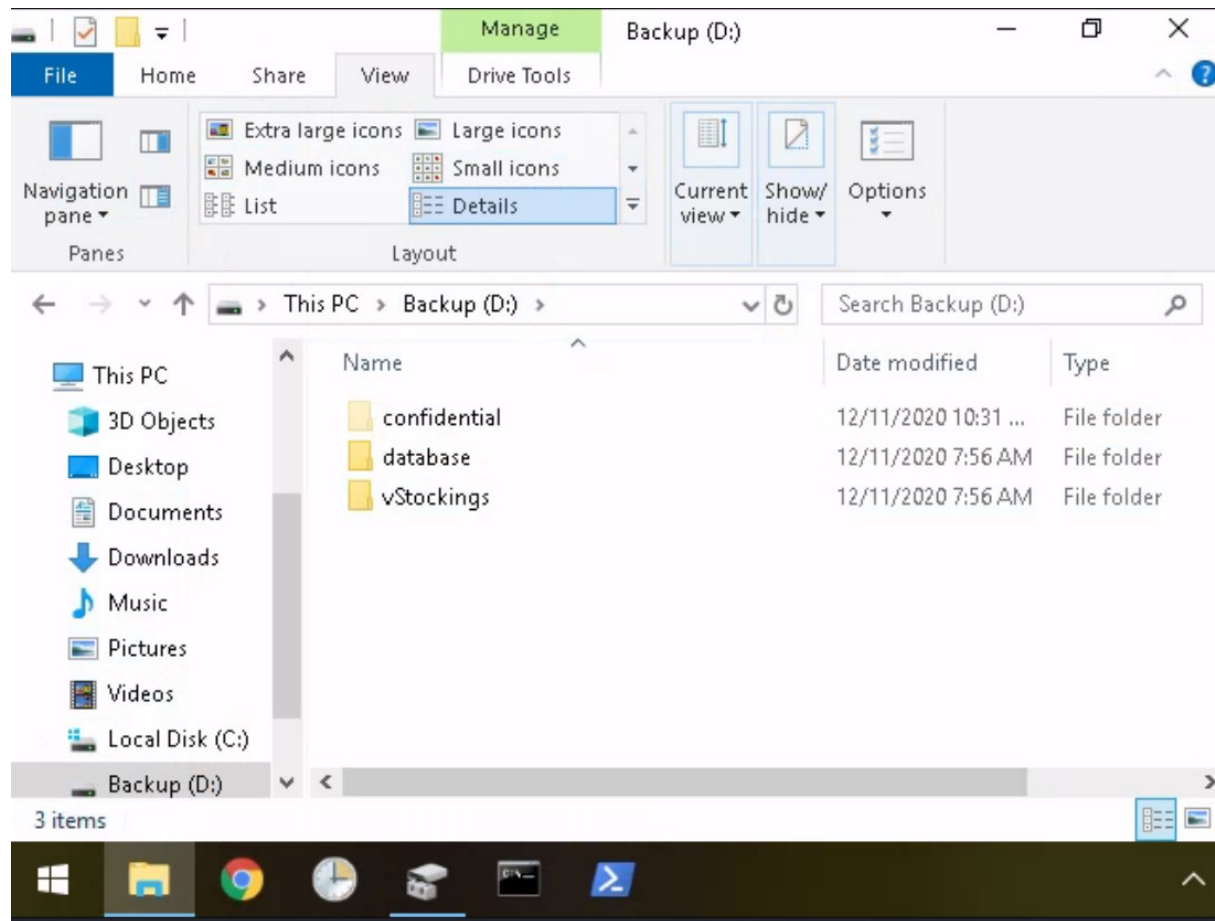 Manage
Backup (D:)
File
Home
Share
View
Drive Tools
Extra large icons
Large icons
Medium icons
Small icons
List
Details
Navigation
pane
Panes
Layout
Current
view
Show/
hide
Options
This PC > Backup (D:) >
Search Backup (D:)
This PC
3D Objects
Desktop
Documents
Downloads
Music
Pictures
Videos
Local Disk (C:)
Backup (D:)
Name
Date modified
Type
confidential
12/11/2020 10:31 ...
File folder
database
12/11/2020 7:56 AM
File folder
vStockings
12/11/2020 7:56 AM
File folder
3 items